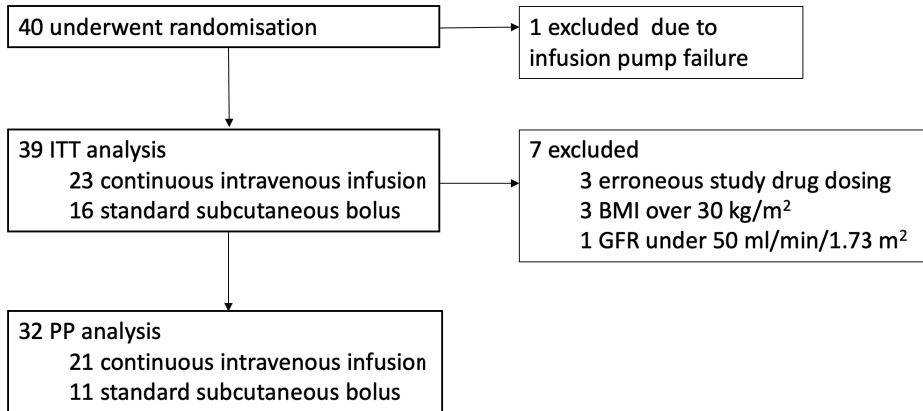 40 underwent randomisation
1 excluded due to
infusion pump failure
39 ITT analysis
23 continuous intravenous infusion
16 standard subcutaneous bolus
7 excluded
3 erroneous study drug dosing
3 BMI over 30 kg/m²
1 GFR under 50 ml/min/1.73 m²
32 PP analysis
21 continuous intravenous infusion
11 standard subcutaneous bolus